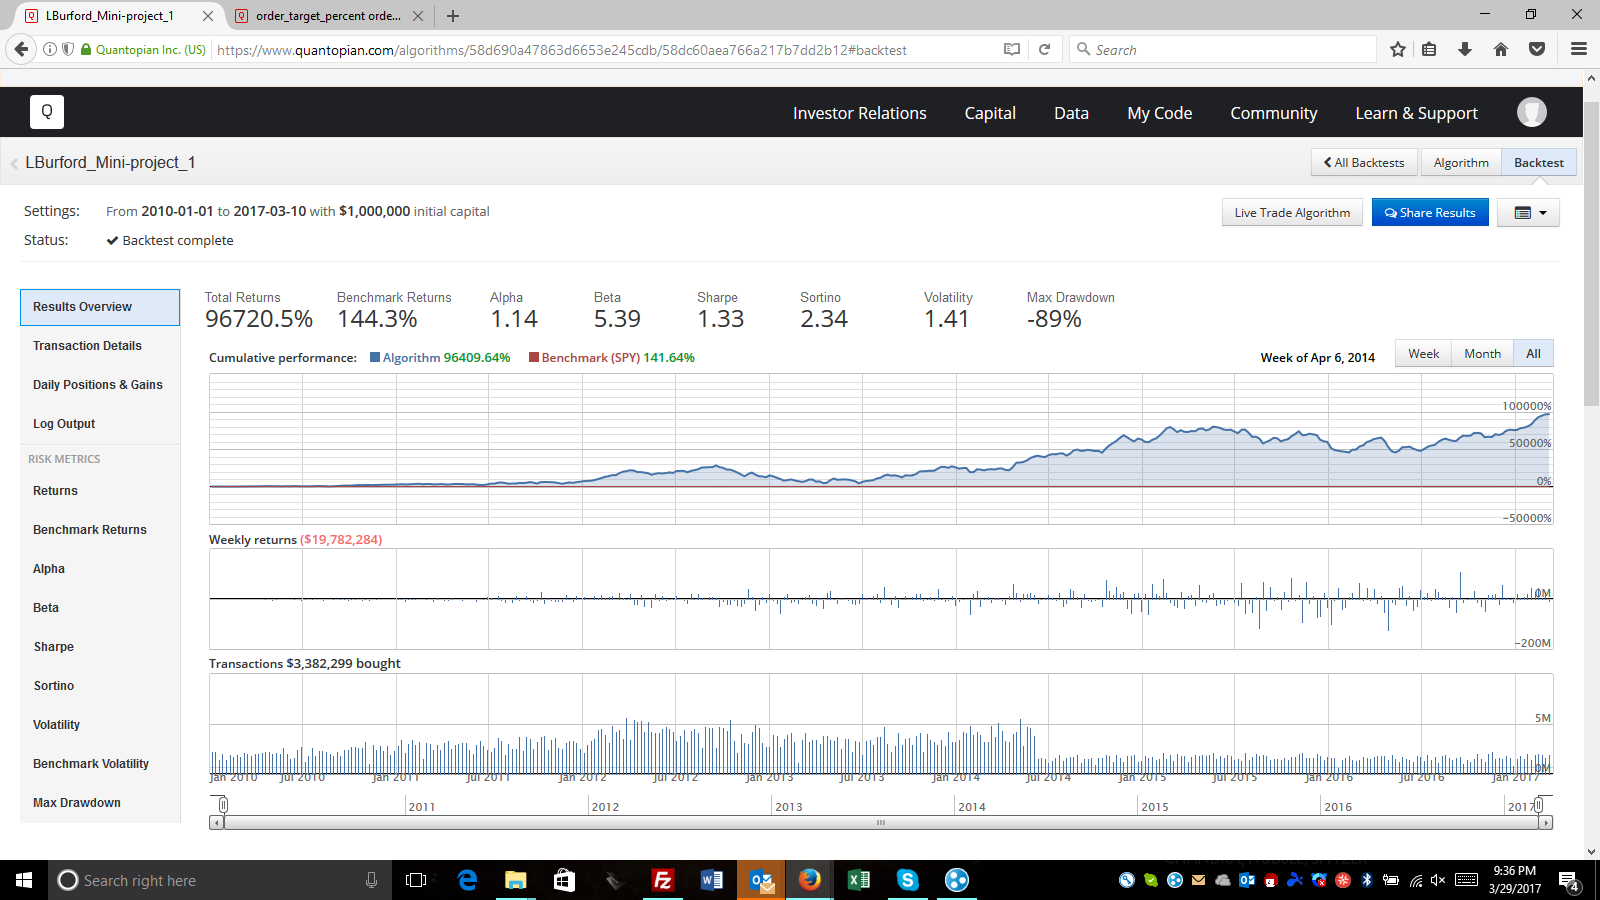 LBurford_Mini-project_1
order_target_percent orde...
Quantopian Inc. (US) https://www.quantopian.com/algorithms/58d690a47863d6653e245cdb/58dc60aea766a217b7dd2b12#backtest
Search
Q Investor Relations Capital Data My Code Community Learn & Support
LBurford_Mini-project_1
All Backtests Algorithm Backtest
Settings: From 2010-01-01 to 2017-03-10 with $1,000,000 initial capital
Live Trade Algorithm Share Results
Status: Backtest complete
Results Overview
Transaction Details
Daily Positions & Gains
Log Output
RISK METRICS
Returns
Benchmark Returns
Alpha
Beta
Sharpe
Sortino
Volatility
Benchmark Volatility
Max Drawdown
Total Returns Benchmark Returns Alpha Beta Sharpe Sortino Volatility Max Drawdown
96720.5% 144.3% 1.14 5.39 1.33 2.34 1.41 -89%
Cumulative performance: Algorithm 96409.64% Benchmark (SPY) 141.64%
Week of Apr 6, 2014 Week Month All
100000%
50000%
0%
-50000%
Weekly returns ($19,782,284)
0M
-200M
Transactions $3,382,299 bought
5M
0M
Jan 2010 Jul 2010 Jan 2011 Jul 2011 Jan 2012 Jul 2012 Jan 2013 Jul 2013 Jan 2014 Jul 2014 Jan 2015 Jul 2015 Jan 2016 Jul 2016 Jan 2017
2011 2012 2013 2014 2015 2016 2017
Search right here
9:36 PM
3/29/2017
4